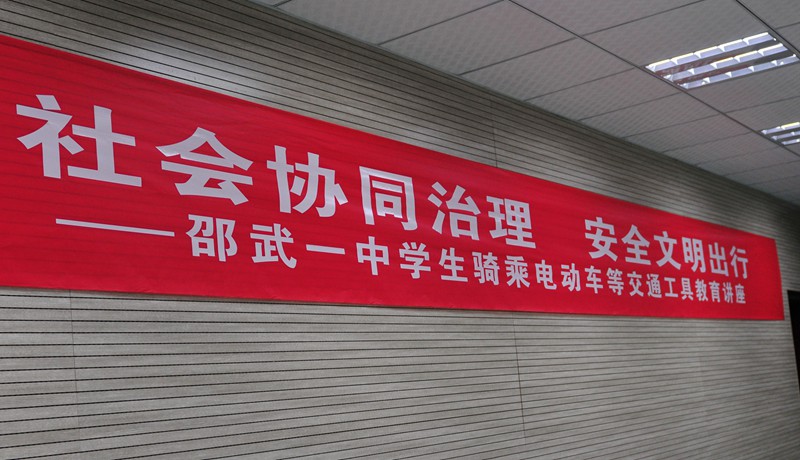 社会协同治理 安全文明出行
——邵武一中学生骑乘电动车等交通工具教育讲座